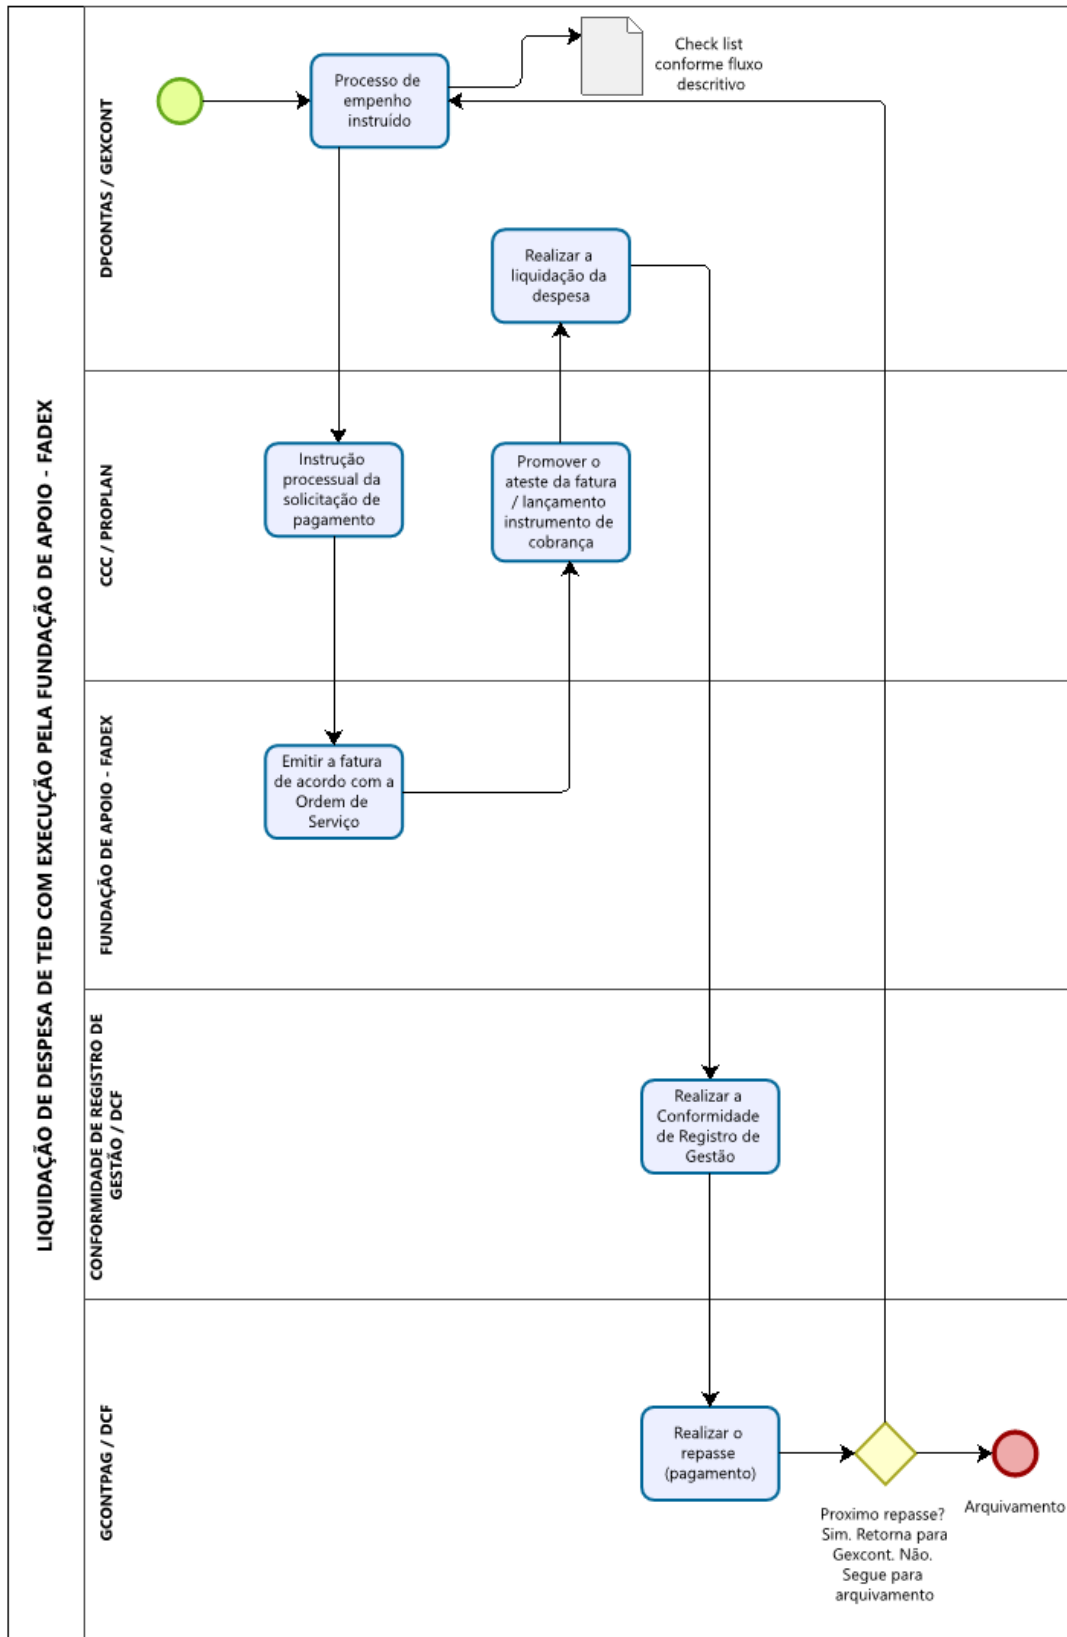 LIQUIDAÇÃO DE DESPESA DE TED COM EXECUÇÃO PELA FUNDAÇÃO DE APOIO - FADEX
DPCONTAS / GEXCONT
Processo de
empenho
instruído
Check list
conforme fluxo
descritivo
Realizar a
liquidação da
despesa
CCC / PROPLAN
Instrução
processual da
solicitação de
pagamento
Promover o
ateste da fatura
/ lançamento
instrumento de
cobrança
FUNDAÇÃO DE APOIO - FADEX
Emitir a fatura
de acordo com a
Ordem de
Serviço
CONFORMIDADE DE REGISTRO DE
GESTÃO / DCF
Realizar a
Conformidade
de Registro de
Gestão
GCONTPAG / DCF
Realizar o
repasse
(pagamento)
Proximo repasse?
Sim. Retorna para
Gexcont. Não.
Segue para
arquivamento
Arquivamento